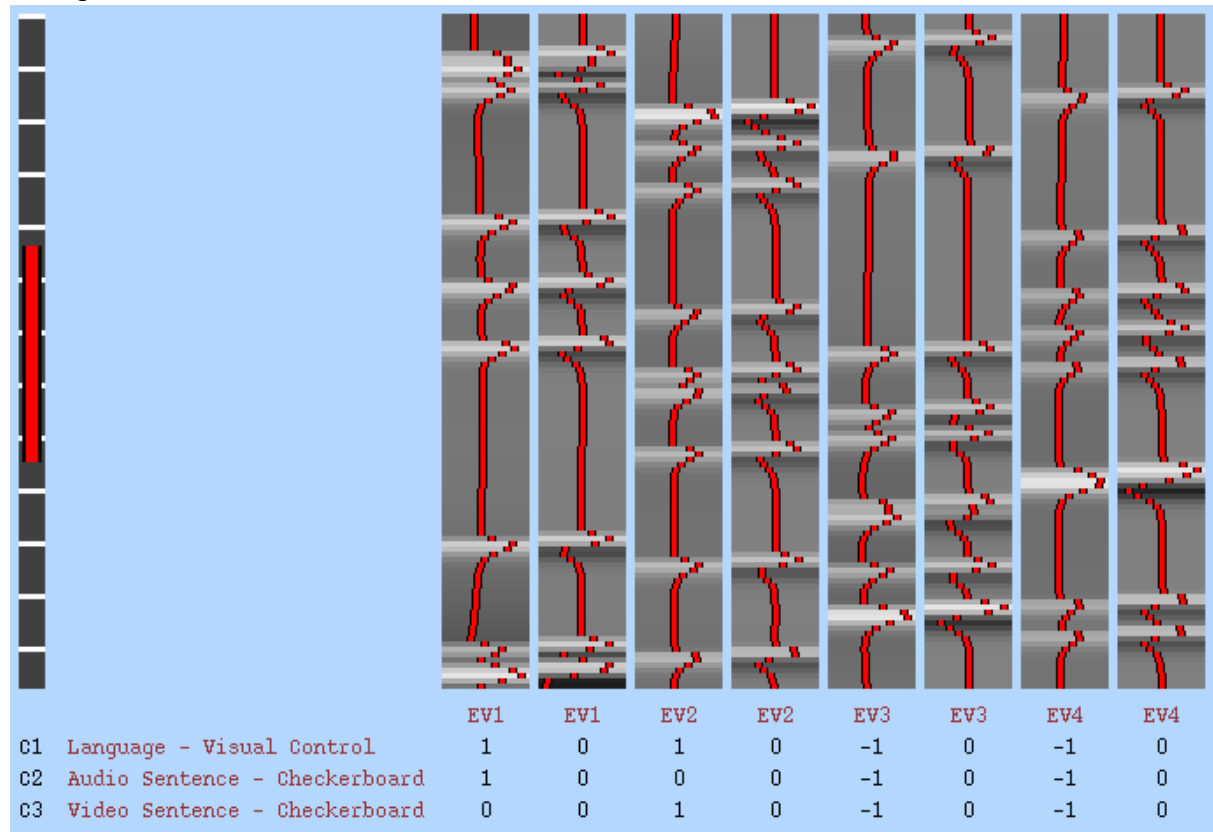 EV1 EV1 EV2 EV2 EV3 EV3 EV4 EV4
C1 Language - Visual Control 1 0 1 0 -1 0 -1 0
C2 Audio Sentence - Checkerboard 1 0 0 0 -1 0 -1 0
C3 Video Sentence - Checkerboard 0 0 1 0 -1 0 -1 0